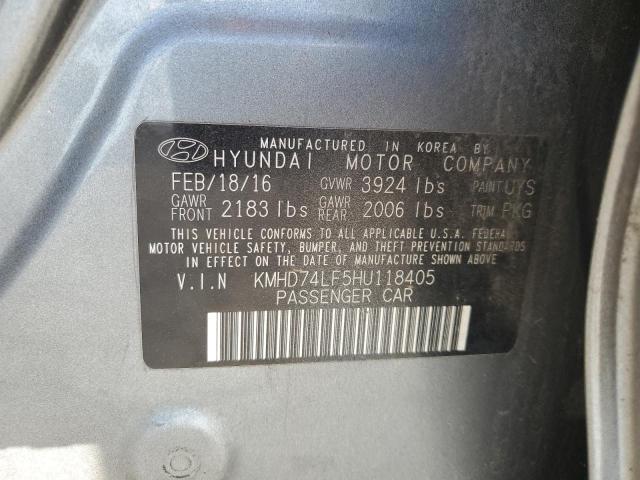 MANUFACTURED IN KOREA BY
HYUNDAI MOTOR COMPANY
FEB/18/16 GVWR 3924 lbs PAINT UYS
GAWR FRONT 2183 lbs GAWR REAR 2006 lbs TRIM PKG
THIS VEHICLE CONFORMS TO ALL APPLICABLE U.S.A. FEDERAL
MOTOR VEHICLE SAFETY, BUMPER, AND THEFT PREVENTION STANDARDS
IN EFFECT ON THE DATE OF MANUFACTURE SHOWN ABOVE.
V.I.N KMHD74LF5HU118405
PASSENGER CAR